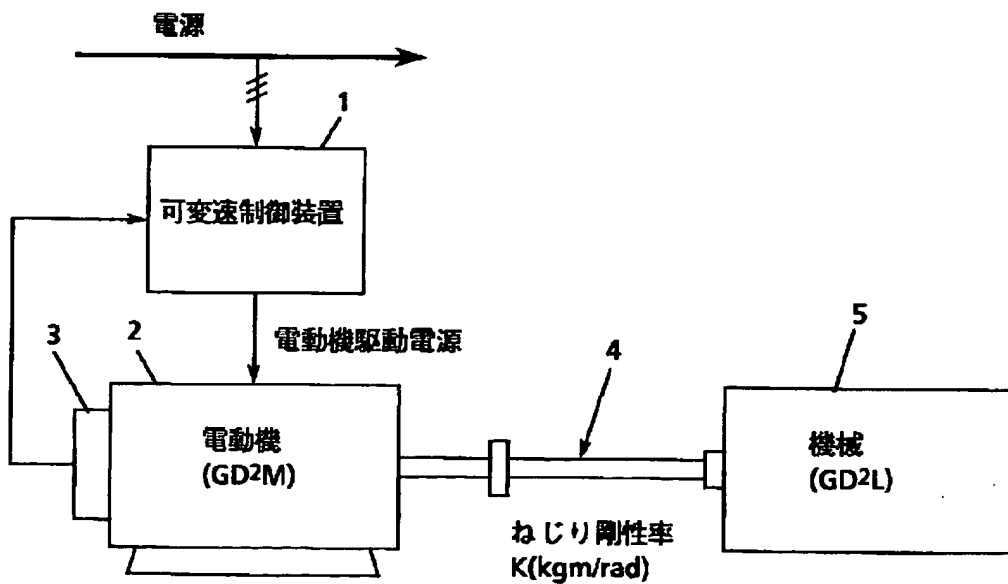 電源
1
可変速制御装置
3
2
電動機駆動電源
4
5
電動機
(GD2M)
機械
(GD2L)
ねじり剛性率
K(kgm/rad)